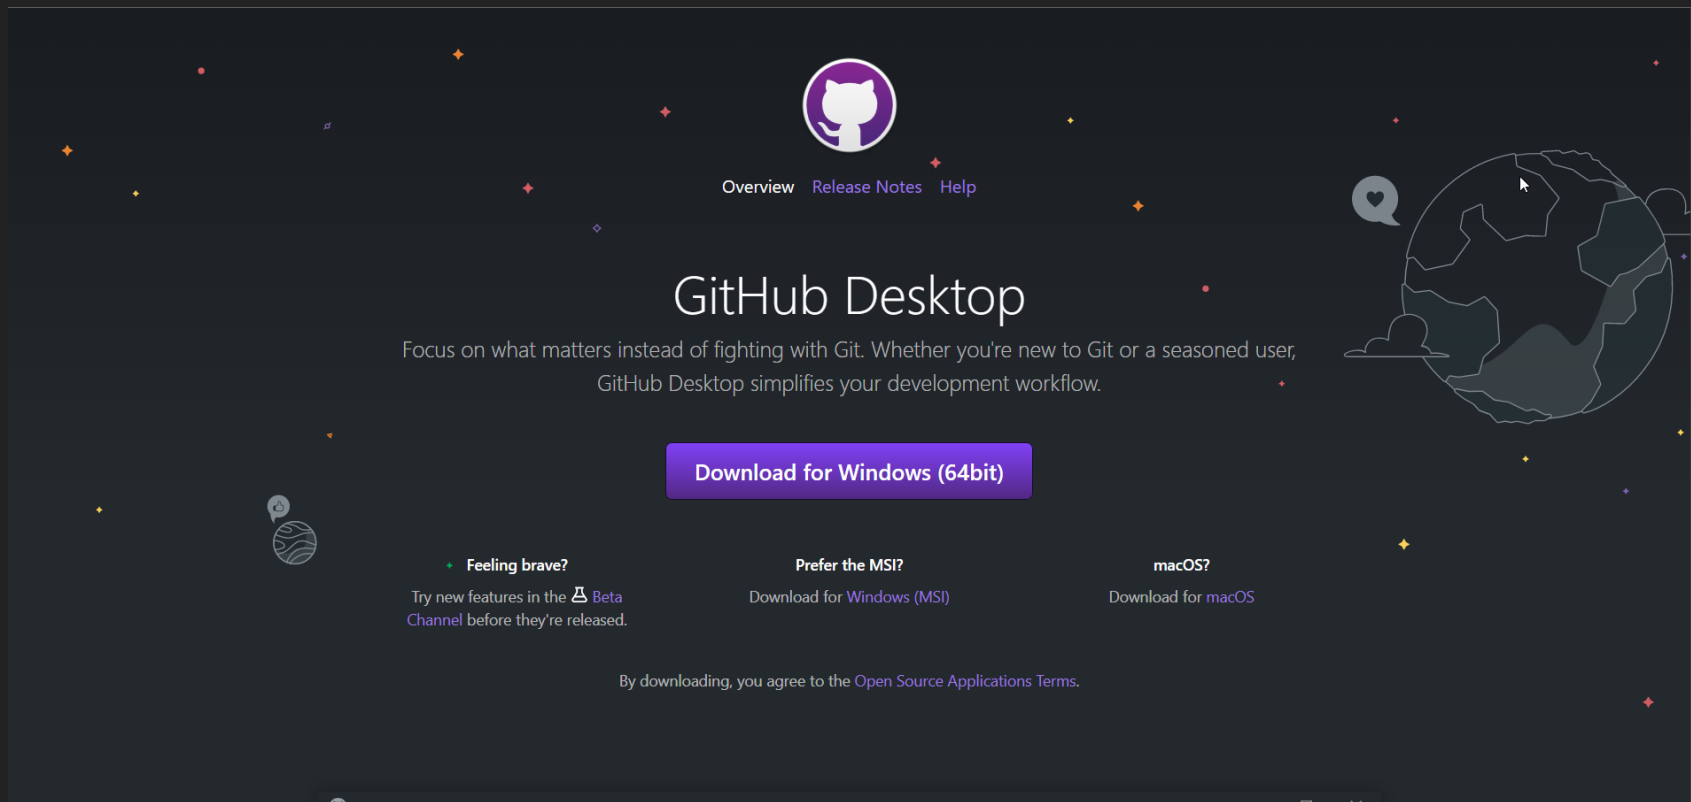 Overview Release Notes Help
GitHub Desktop
Focus on what matters instead of fighting with Git. Whether you're new to Git or a seasoned user,
GitHub Desktop simplifies your development workflow.
Download for Windows (64bit)
Feeling brave?
Try new features in the Beta
Channel before they're released.
Prefer the MSI?
Download for Windows (MSI)
macOS?
Download for macOS
By downloading, you agree to the Open Source Applications Terms.